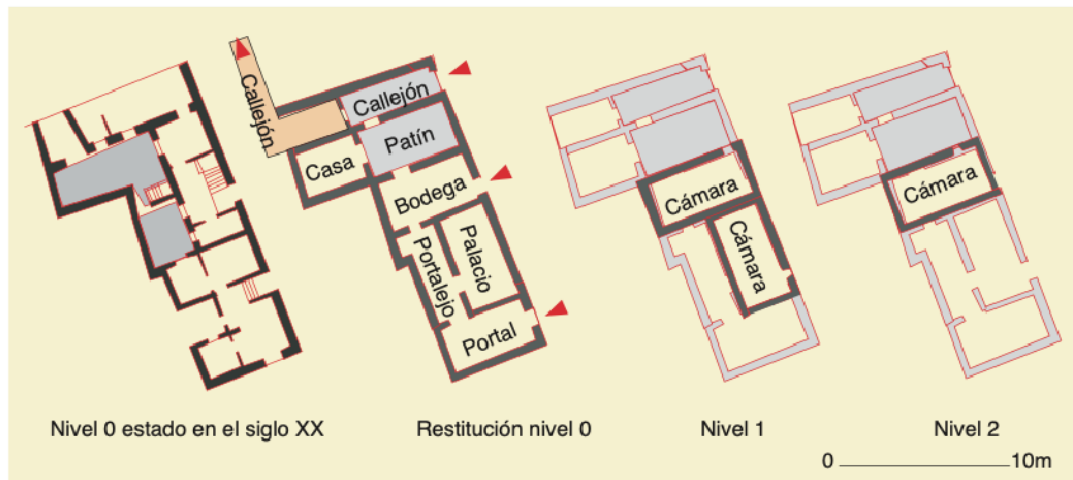 Callejón
Callejón
Patín
Casa
Bodega
Portalejo
Palacio
Portal
Cámara
Cámara
Cámara
Nivel 0 estado en el siglo XX
Restitución nivel 0
Nivel 1
Nivel 2
0
10m